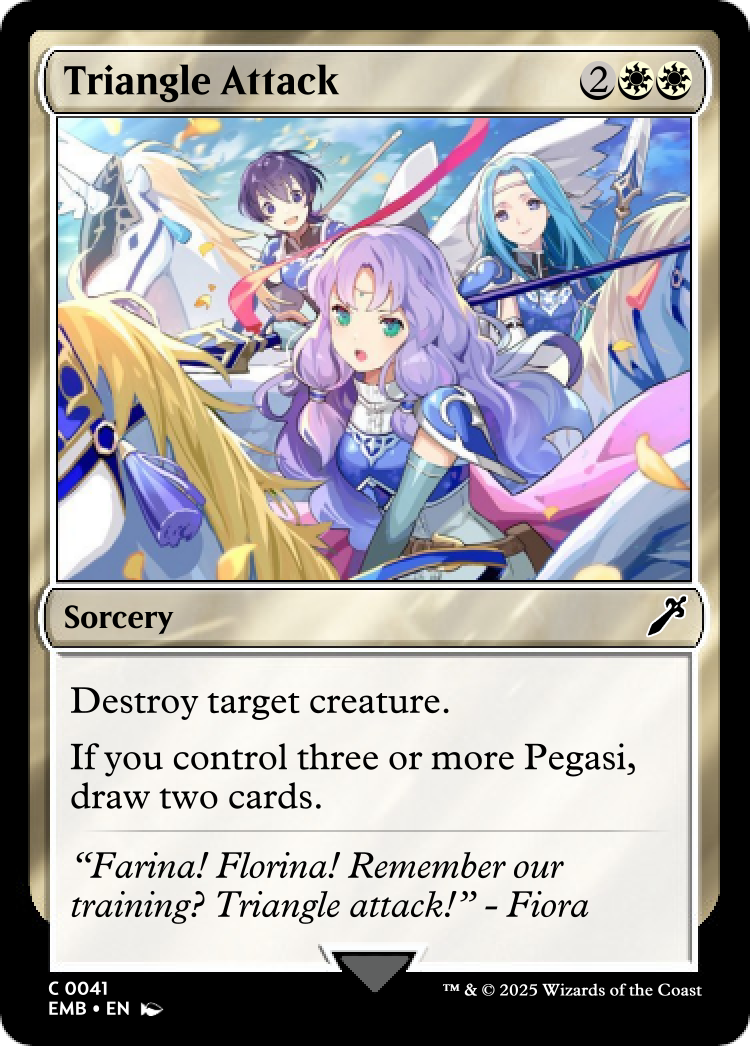 Triangle Attack 2
Sorcery
Destroy target creature.
If you control three or more Pegasi,
draw two cards.
“Farina! Florina! Remember our
training? Triangle attack!” - Fiora
C 0041
EMB • EN
™ & © 2025 Wizards of the Coast